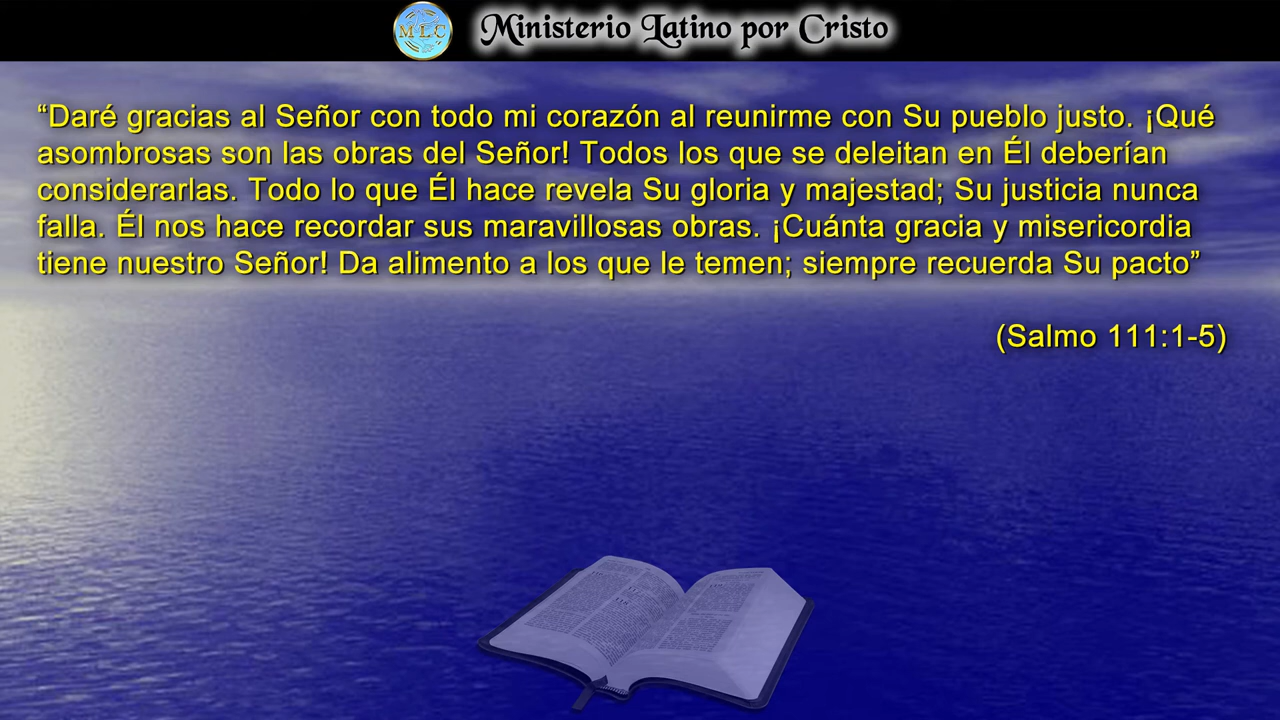 MLC
Ministerio Latino por Cristo
“Daré gracias al Señor con todo mi corazón al reunirme con Su pueblo justo. ¡Qué
asombrosas son las obras del Señor! Todos los que se deleitan en Él deberían
considerarlas. Todo lo que Él hace revela Su gloria y majestad; Su justicia nunca
falla. Él nos hace recordar sus maravillosas obras. ¡Cuánta gracia y misericordia
tiene nuestro Señor! Da alimento a los que le temen; siempre recuerda Su pacto”
(Salmo 111:1-5)